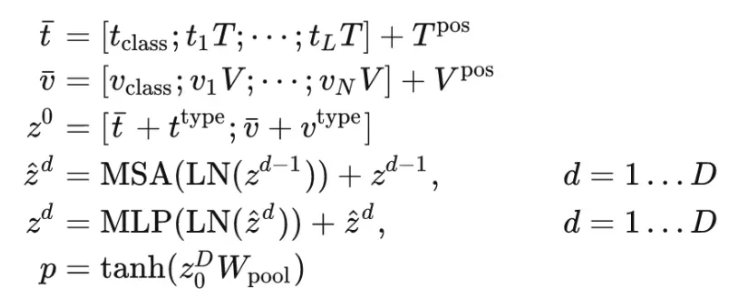 t̄ = [t_class; t_1T; ⋯ ; t_LT] + T^pos
v̄ = [v_class; v_1V; ⋯ ; v_NV] + V^pos
z^0 = [t̄ + t^type; v̄ + v^type]
ẑ^d = MSA(LN(z^{d−1})) + z^{d−1}, d = 1 … D
z^d = MLP(LN(ẑ^d)) + ẑ^d, d = 1 … D
p = tanh(z_0^D W_pool)